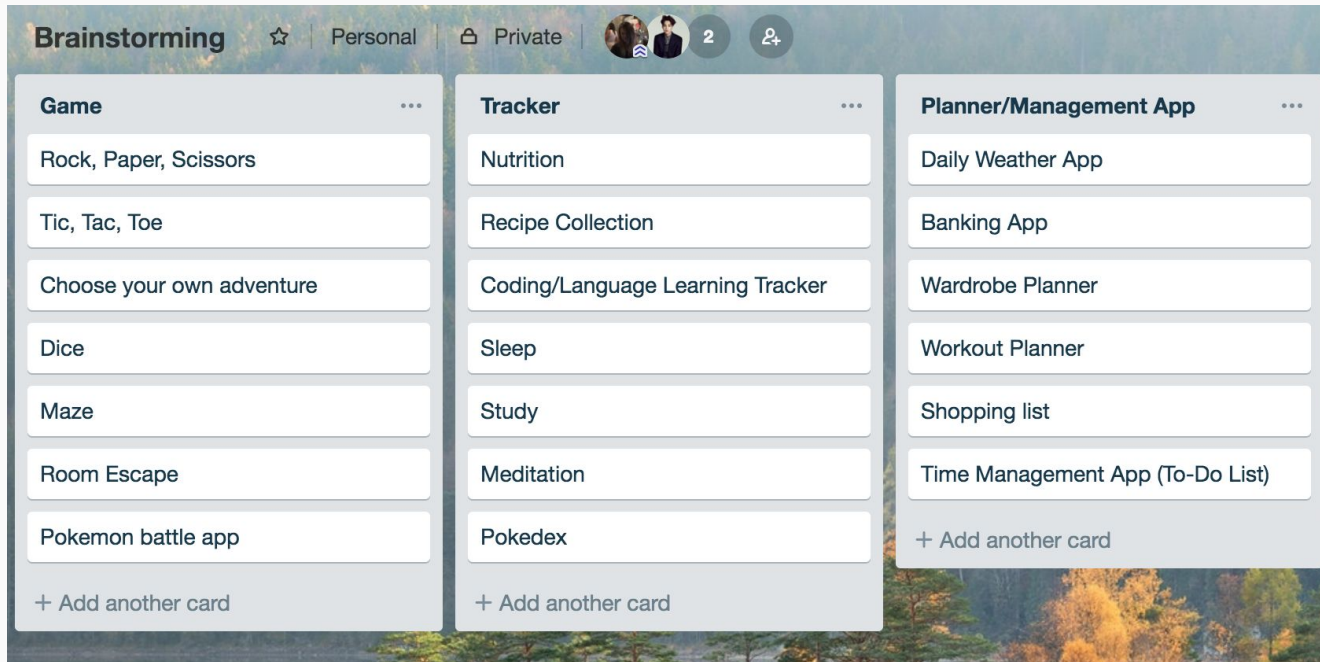 Brainstorming
Personal
Private
2
Game
Rock, Paper, Scissors
Tic, Tac, Toe
Choose your own adventure
Dice
Maze
Room Escape
Pokemon battle app
+ Add another card
Tracker
Nutrition
Recipe Collection
Coding/Language Learning Tracker
Sleep
Study
Meditation
Pokedex
+ Add another card
Planner/Management App
Daily Weather App
Banking App
Wardrobe Planner
Workout Planner
Shopping list
Time Management App (To-Do List)
+ Add another card